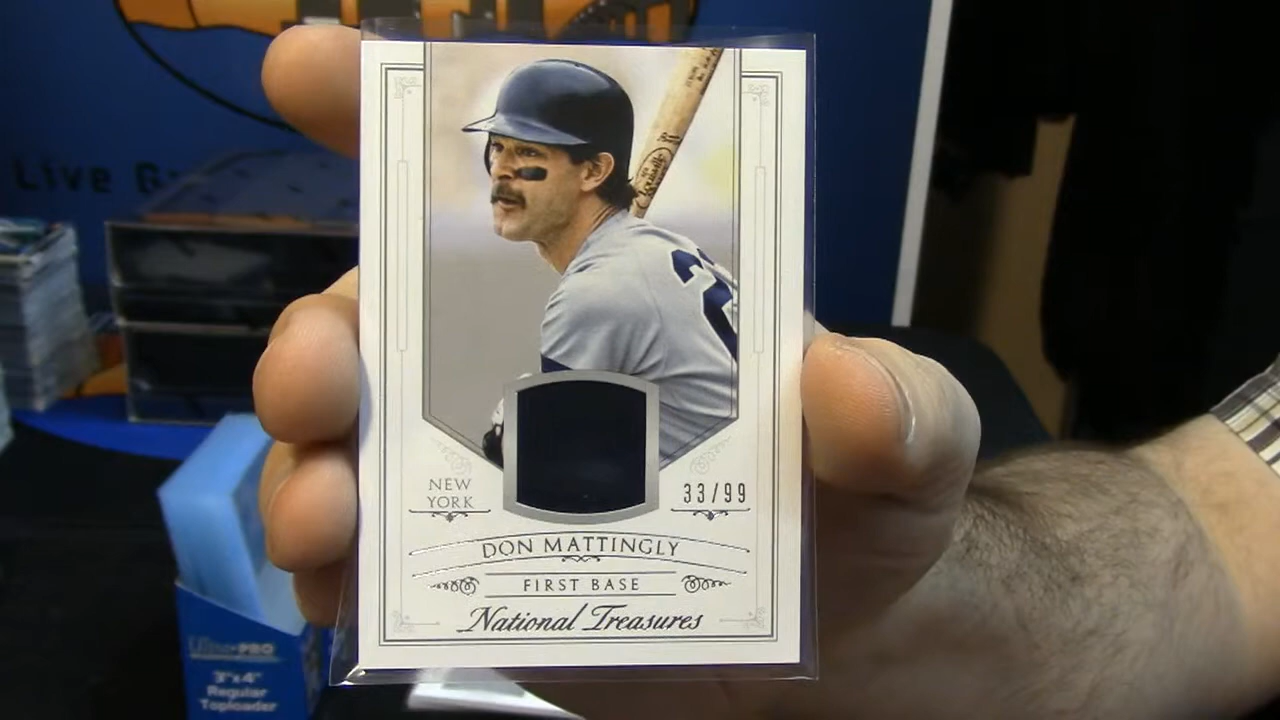 Live
NEW
YORK
33/99
DON MATTINGLY
FIRST BASE
National Treasures
Ultra-PRO
3"x4"
Regular
Toploader